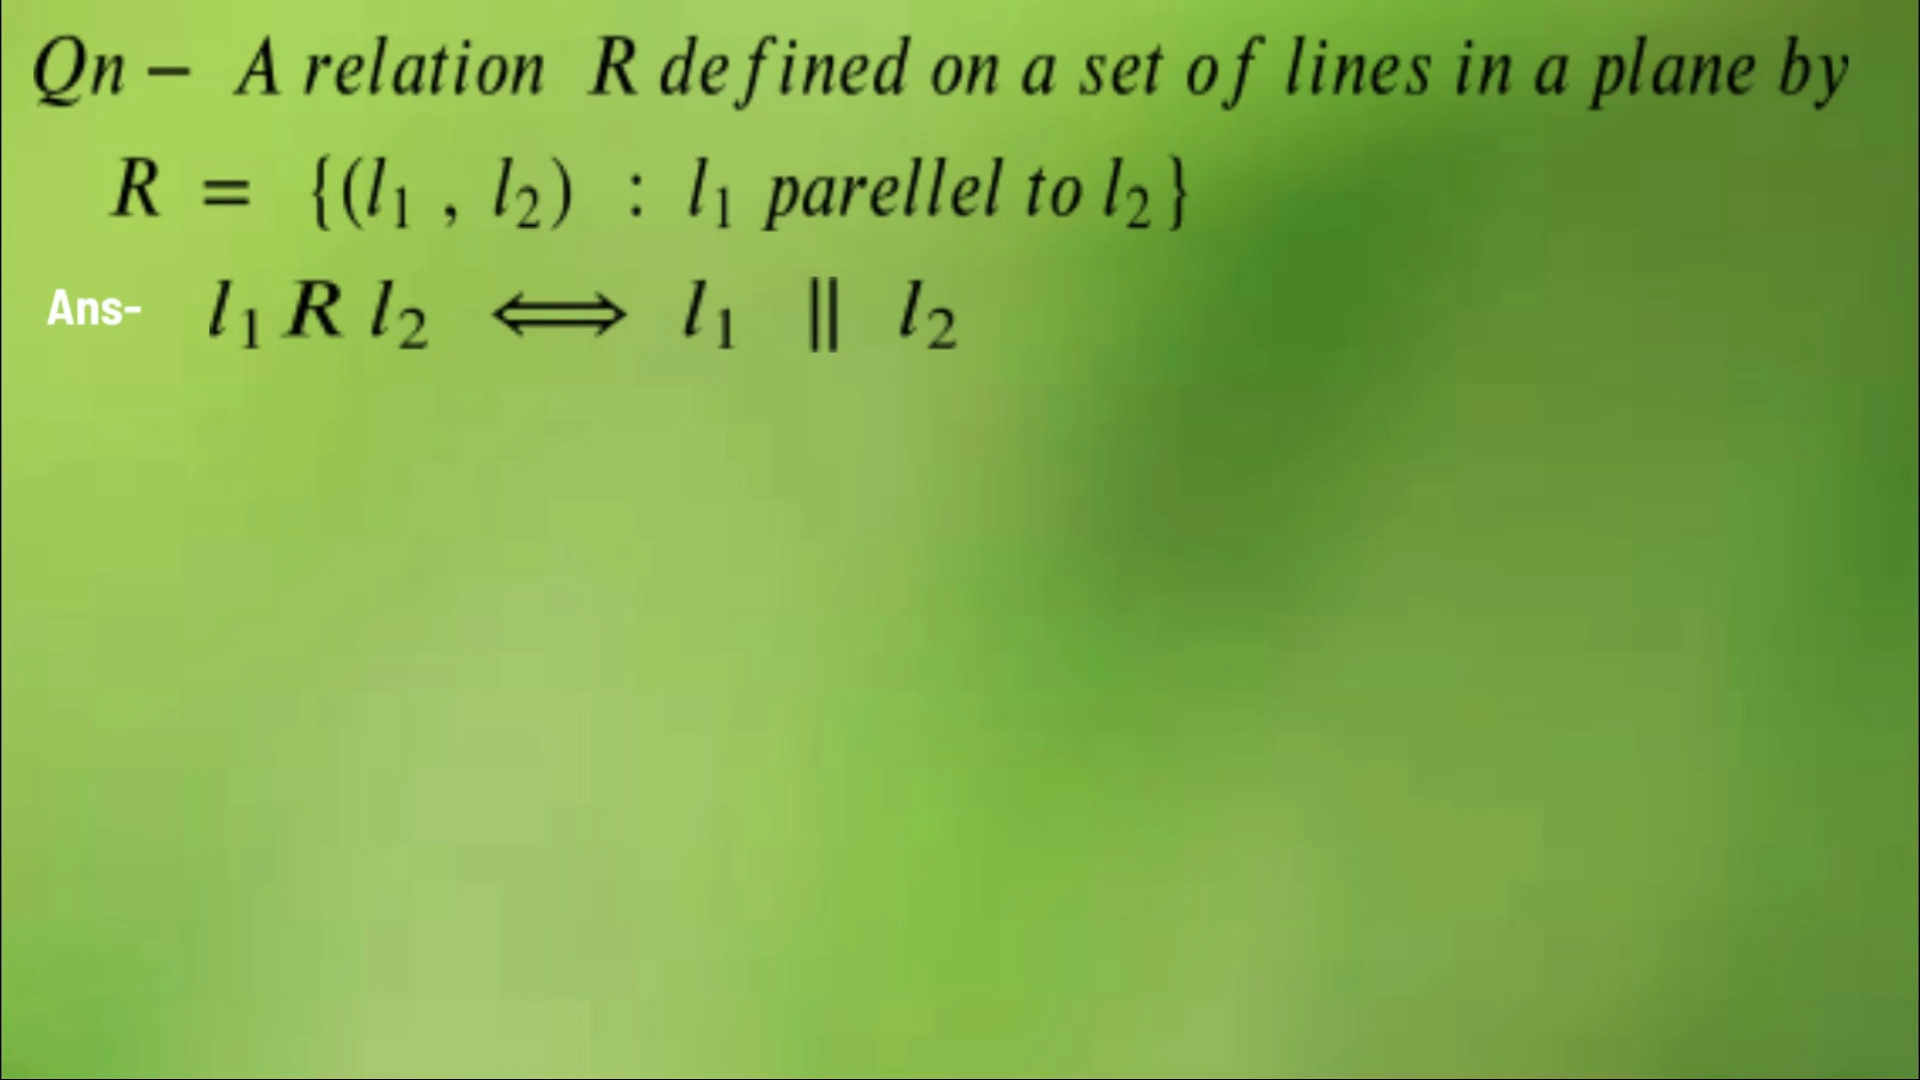 Qn – A relation R defined on a set of lines in a plane by
R = {(l₁ , l₂) : l₁ parellel to l₂}
Ans- l₁ R l₂ ⟺ l₁ || l₂